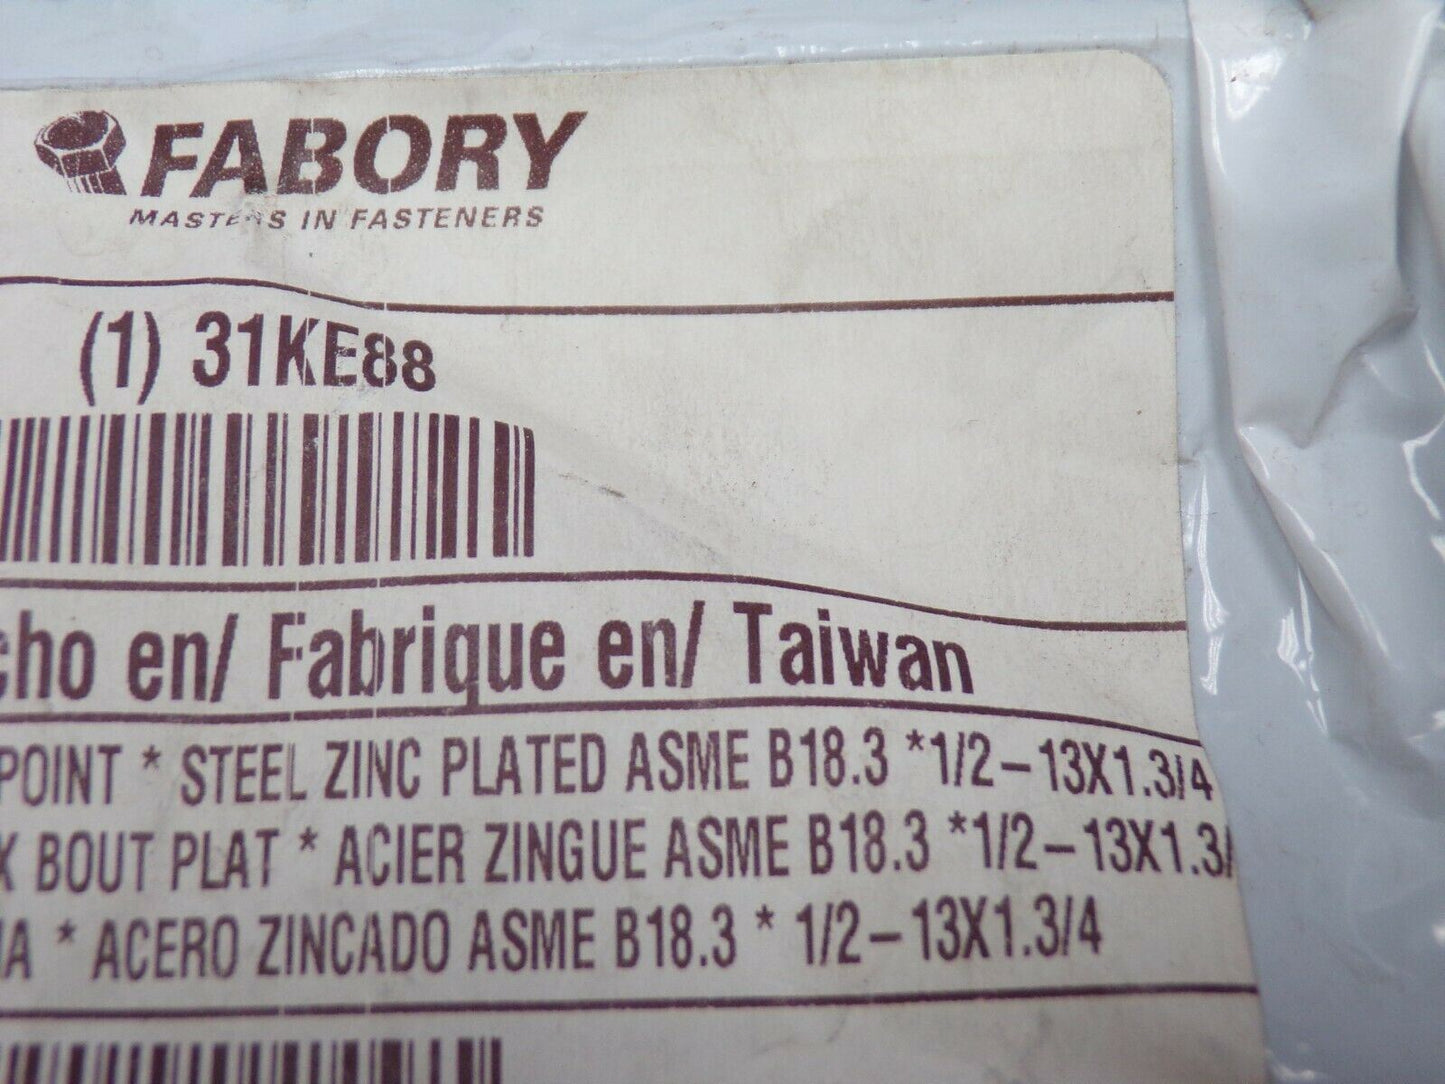 FABORY
MASTERS IN FASTENERS
(1) 31KE88
cho en/ Fabrique en/ Taiwan
POINT * STEEL ZINC PLATED ASME B18.3 *1/2-13X1.3/4
X BOUT PLAT * ACIER ZINGUE ASME B18.3 *1/2-13X1.3/
A * ACERO ZINCADO ASME B18.3 * 1/2-13X1.3/4